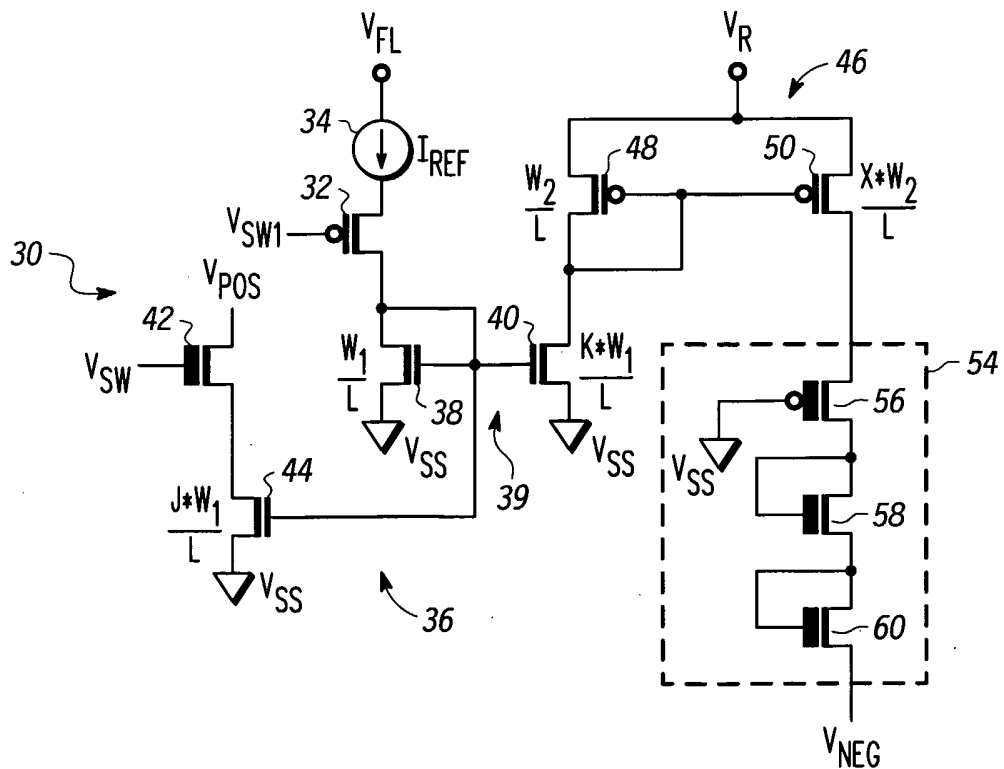 V_FL
V_R
46
34
I_REF
48
50
W_2/L
X*W_2/L
32
V_SW1
30
V_POS
42
V_SW
W_1/L
40
K*W_1/L
54
38
V_SS
V_SS
56
V_SS
39
44
J*W_1/L
58
V_SS
36
60
V_NEG